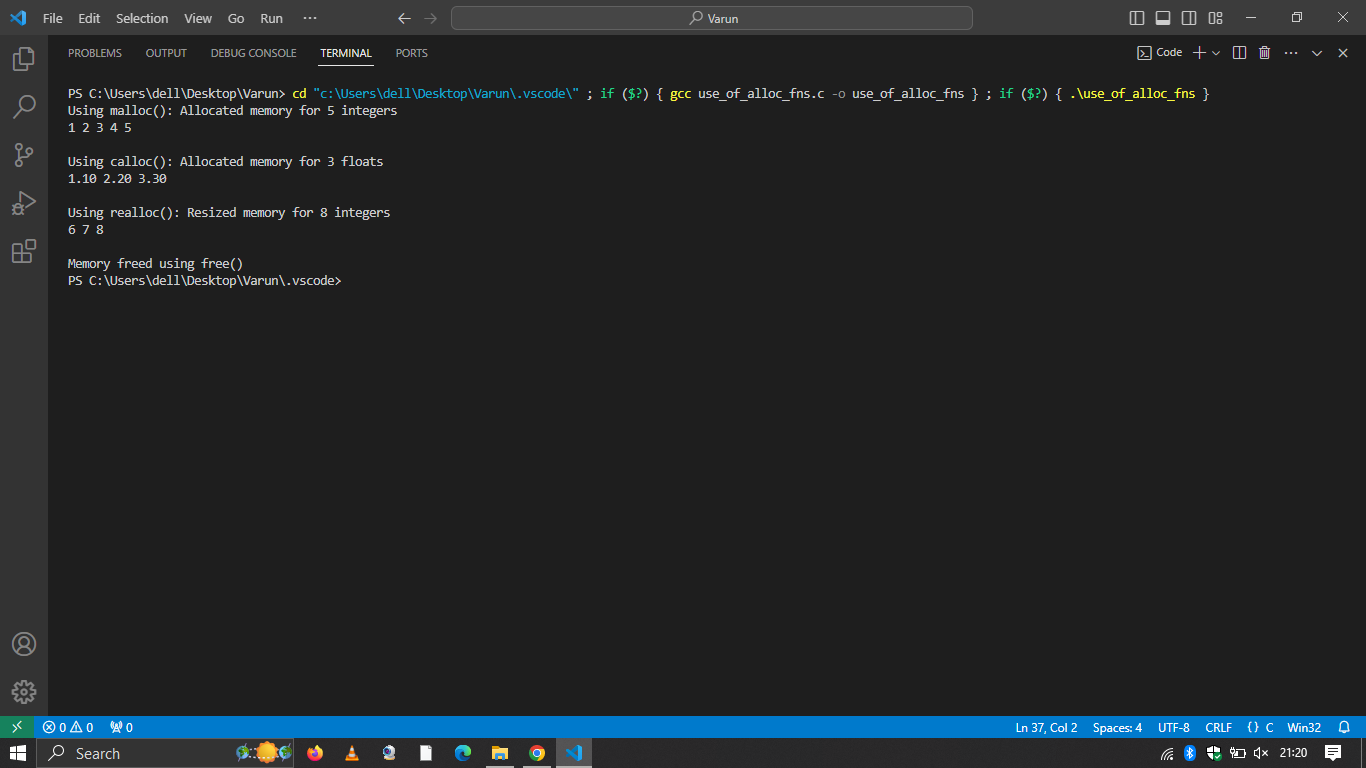 File Edit Selection View Go Run ··· Varun
PROBLEMS OUTPUT DEBUG CONSOLE TERMINAL PORTS Code
PS C:\Users\dell\Desktop\Varun> cd "c:\Users\dell\Desktop\Varun\.vscode\" ; if ($?) { gcc use_of_alloc_fns.c -o use_of_alloc_fns } ; if ($?) { .\use_of_alloc_fns }
Using malloc(): Allocated memory for 5 integers
1 2 3 4 5
Using calloc(): Allocated memory for 3 floats
1.10 2.20 3.30
Using realloc(): Resized memory for 8 integers
6 7 8
Memory freed using free()
PS C:\Users\dell\Desktop\Varun\.vscode>
0 0 0 Ln 37, Col 2 Spaces: 4 UTF-8 CRLF {} C Win32
Search 21:20